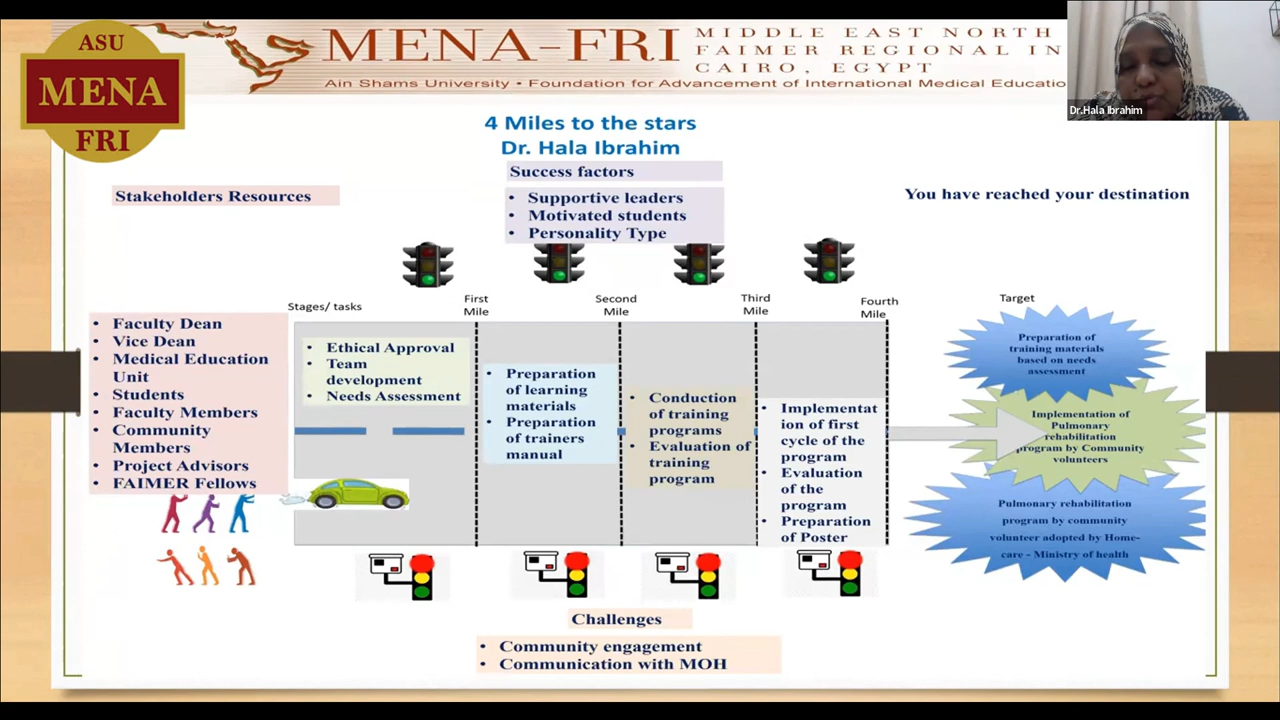 ASU
MENA
FRI
MENA-FRI
MIDDLE EAST NORTH
FAIMER REGIONAL IN
CAIRO, EGYPT
Ain Shams University • Foundation for Advancement of International Medical Educatio
Dr.Hala Ibrahim
4 Miles to the stars
Dr. Hala Ibrahim
Success factors
• Supportive leaders
• Motivated students
• Personality Type
Stakeholders Resources
You have reached your destination
Stages/ tasks
First
Mile
Second
Mile
Third
Mile
Fourth
Mile
Target
• Faculty Dean
• Vice Dean
• Medical Education
Unit
• Students
• Faculty Members
• Community
Members
• Project Advisors
• FAIMER Fellows
• Ethical Approval
• Team
development
• Needs Assessment
• Preparation
of learning
materials
• Preparation
of trainers
manual
• Conduction
of training
programs
• Evaluation of
training
program
• Implementat
ion of first
cycle of the
program
• Evaluation
of the
program
• Preparation
of Poster
Preparation of
training materials
based on needs
assessment
Implementation of
Pulmonary
rehabilitation
program by Community
volunteers
Pulmonary rehabilitation
program by community
volunteer adopted by Home-
care - Ministry of health
Challenges
• Community engagement
• Communication with MOH